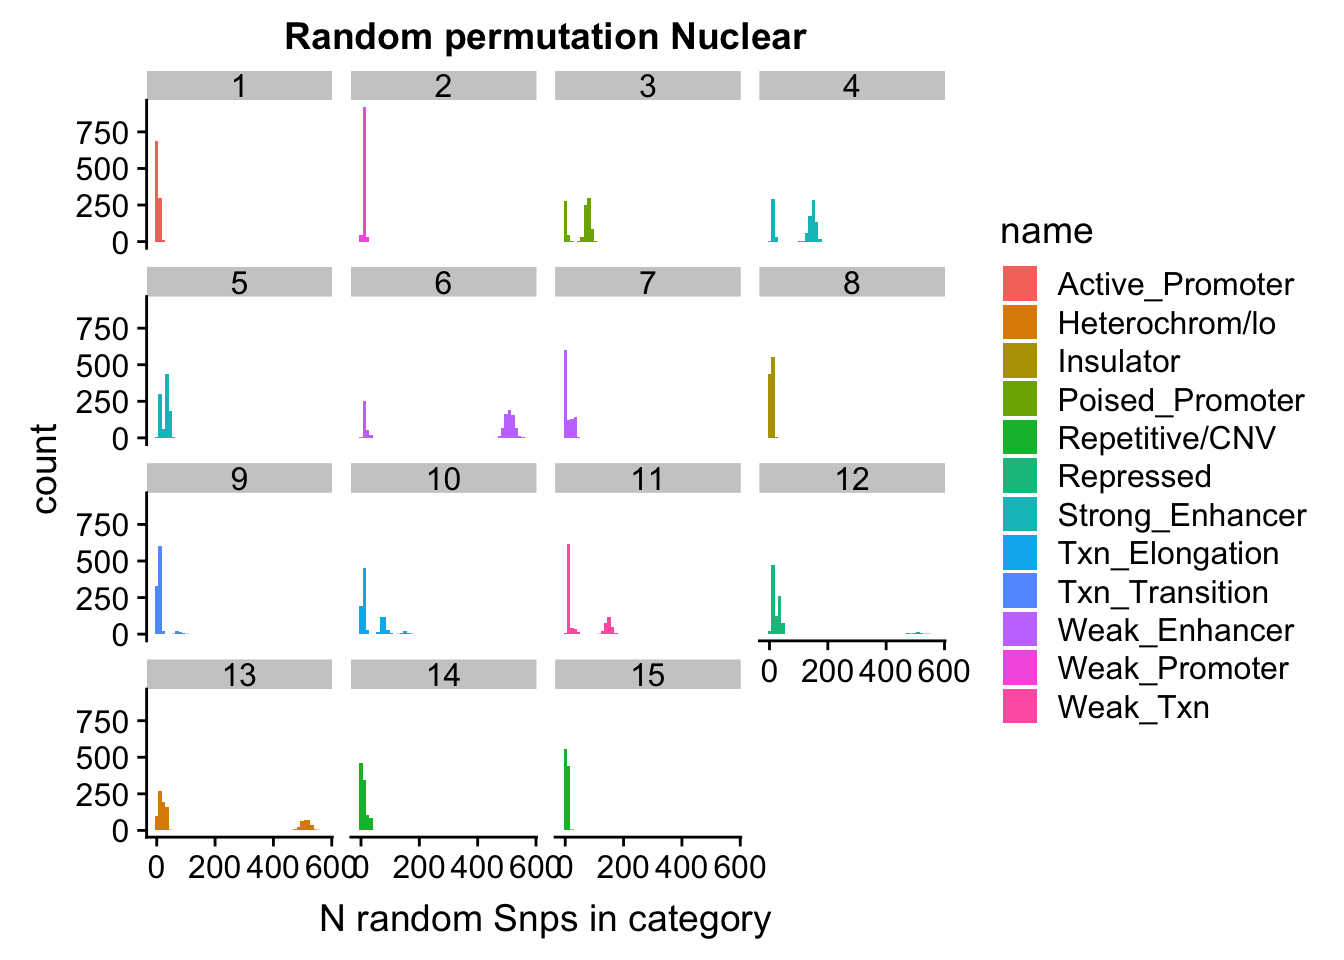 Random permutation Nuclear
1 2 3 4
750
500
250
0
5 6 7 8
750
500
250
0
9 10 11 12
750
500
250
0
0 200 400 600
13 14 15
750
500
250
0
0 200 400 600 0 200 400 600 0 200 400 600
N random Snps in category
count
name
Active_Promoter
Heterochrom/lo
Insulator
Poised_Promoter
Repetitive/CNV
Repressed
Strong_Enhancer
Txn_Elongation
Txn_Transition
Weak_Enhancer
Weak_Promoter
Weak_Txn